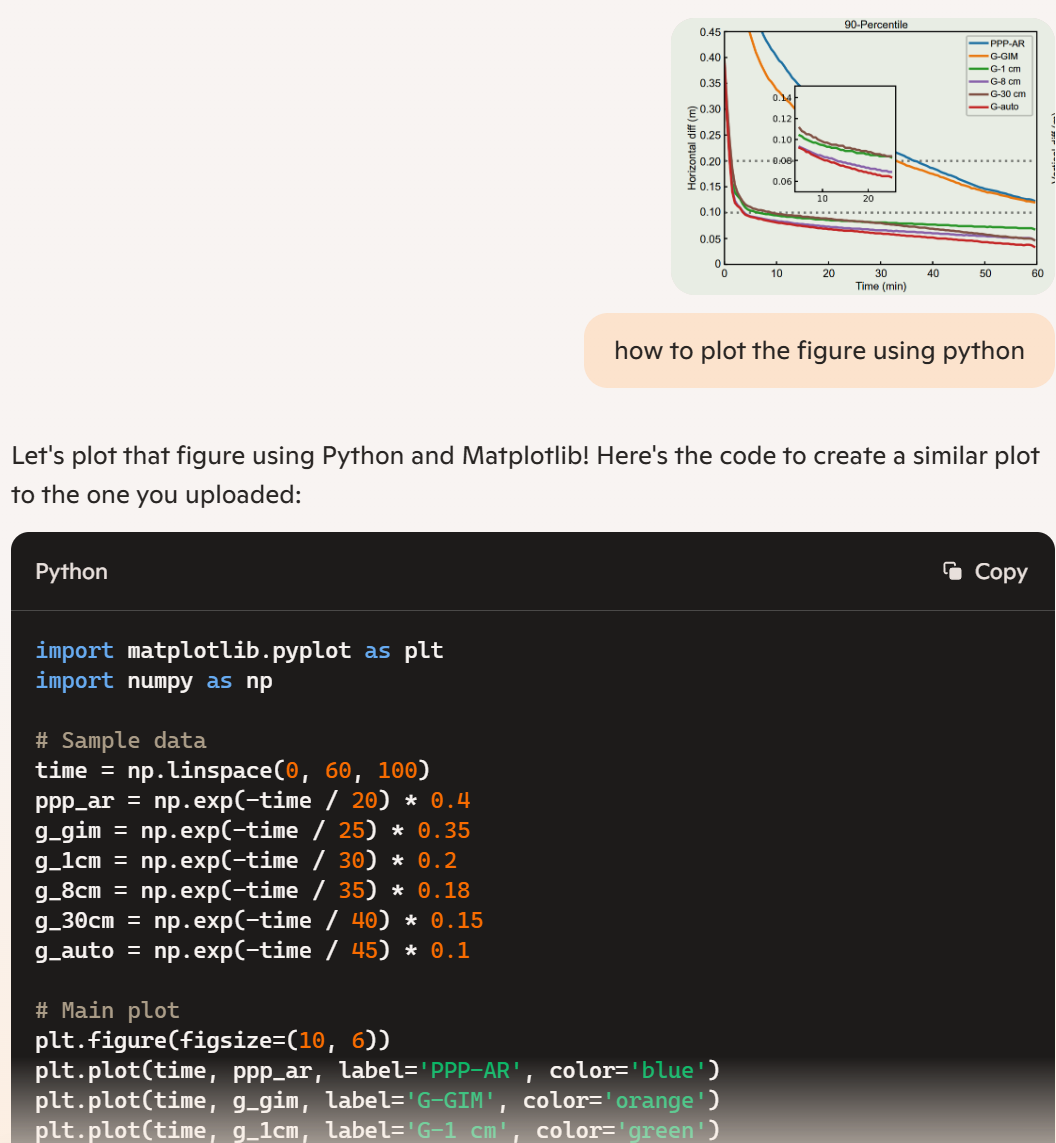 90-Percentile
0.45
0.40
0.35
0.30
0.25
0.20
0.15
0.10
0.05
0
Horizontal diff (m)
PPP-AR
G-GIM
G-1 cm
G-8 cm
G-30 cm
G-auto
0.14
0.12
0.10
0.08
0.06
10 20
0 10 20 30 40 50 60
Time (min)
how to plot the figure using python
Let's plot that figure using Python and Matplotlib! Here's the code to create a similar plot
to the one you uploaded:
Python
Copy
import matplotlib.pyplot as plt
import numpy as np
# Sample data
time = np.linspace(0, 60, 100)
ppp_ar = np.exp(-time / 20) * 0.4
g_gim = np.exp(-time / 25) * 0.35
g_1cm = np.exp(-time / 30) * 0.2
g_8cm = np.exp(-time / 35) * 0.18
g_30cm = np.exp(-time / 40) * 0.15
g_auto = np.exp(-time / 45) * 0.1
# Main plot
plt.figure(figsize=(10, 6))
plt.plot(time, ppp_ar, label='PPP-AR', color='blue')
plt.plot(time, g_gim, label='G-GIM', color='orange')
plt.plot(time, g_1cm, label='G-1 cm', color='green')